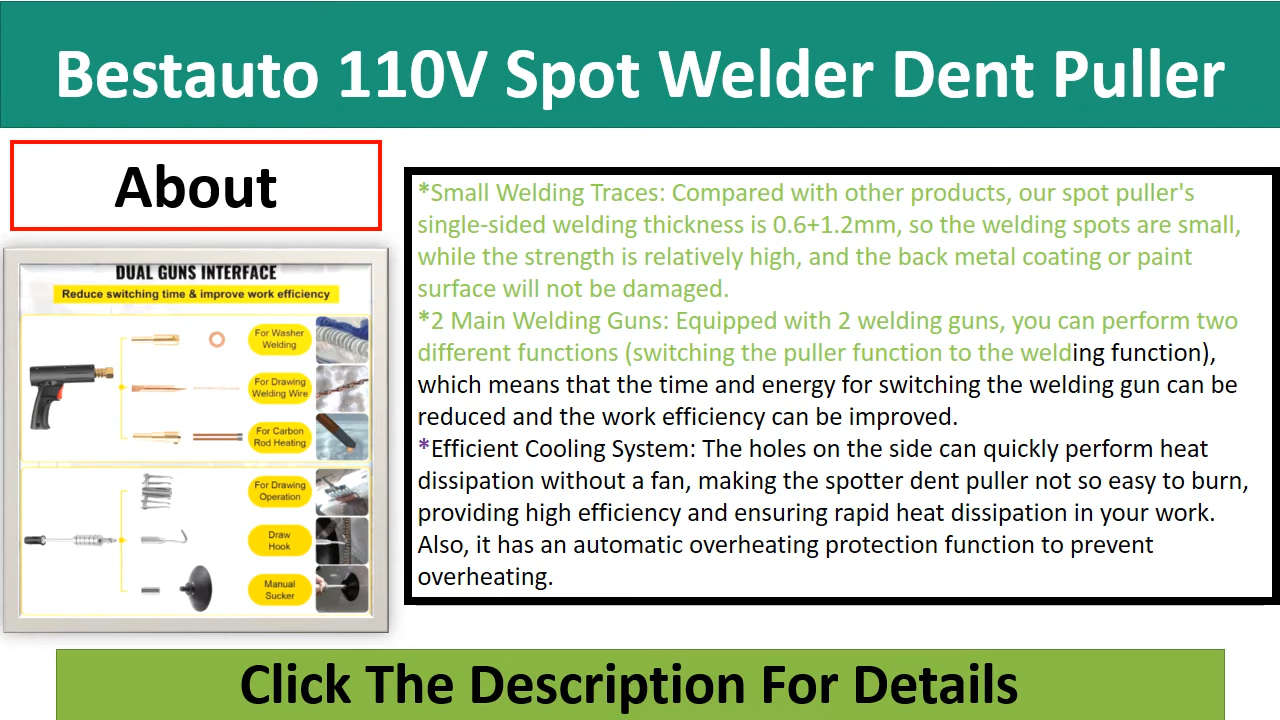 Bestauto 110V Spot Welder Dent Puller
About
*Small Welding Traces: Compared with other products, our spot puller's
single-sided welding thickness is 0.6+1.2mm, so the welding spots are small,
while the strength is relatively high, and the back metal coating or paint
surface will not be damaged.
*2 Main Welding Guns: Equipped with 2 welding guns, you can perform two
different functions (switching the puller function to the welding function),
which means that the time and energy for switching the welding gun can be
reduced and the work efficiency can be improved.
*Efficient Cooling System: The holes on the side can quickly perform heat
dissipation without a fan, making the spotter dent puller not so easy to burn,
providing high efficiency and ensuring rapid heat dissipation in your work.
Also, it has an automatic overheating protection function to prevent
overheating.
DUAL GUNS INTERFACE
Reduce switching time & improve work efficiency
For Washer
Welding
For Drawing
Welding Wire
For Carbon
Rod Heating
For Drawing
Operation
Draw
Hook
Manual
Sucker
Click The Description For Details